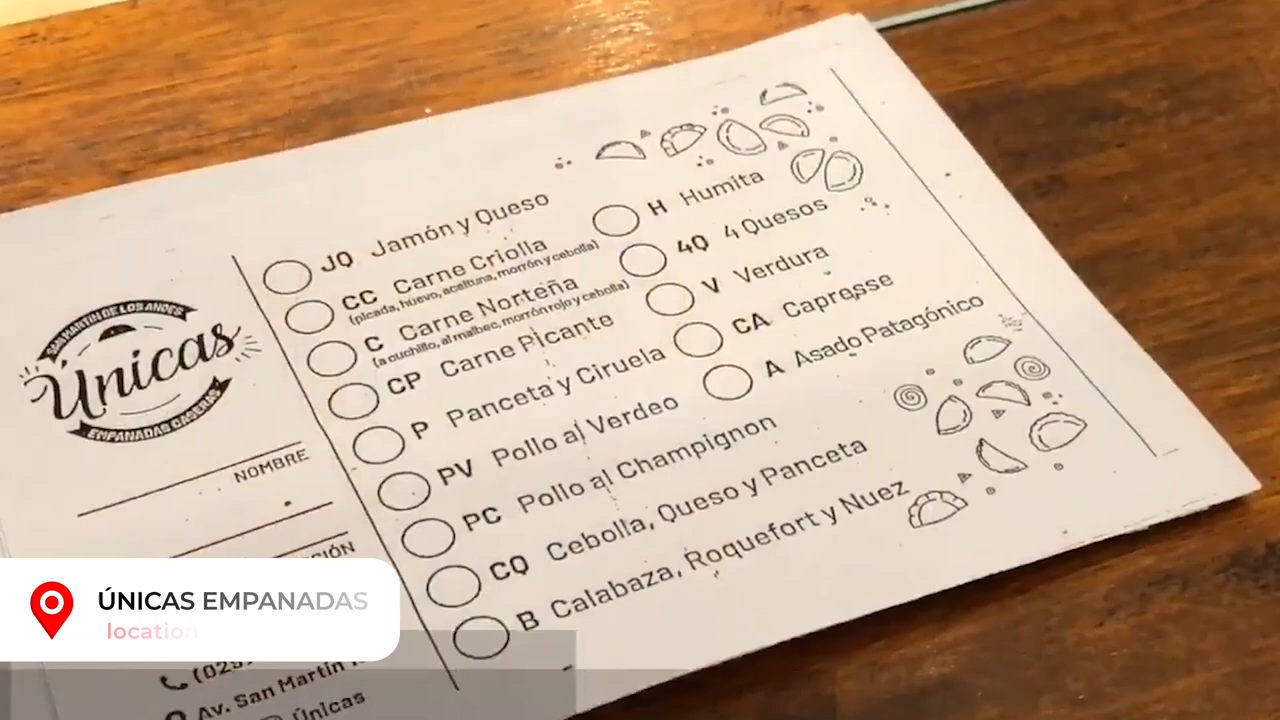 SAN MARTIN DE LOS ANDES
Únicas
EMPANADAS CASERAS
NOMBRE
JQ Jamón y Queso
CC Carne Criolla
(picada, huevo, aceituna, morrón y cebolla)
C Carne Norteña
(a cuchillo, al malbec, morrón rojo y cebolla)
CP Carne Picante
P Panceta y Ciruela
PV Pollo al Verdeo
PC Pollo al Champignon
CQ Cebolla, Queso y Panceta
B Calabaza, Roquefort y Nuez
H Humita
4Q 4 Quesos
V Verdura
CA Capresse
A Asado Patagónico
Av. San Martín
Únicas
ÚNICAS EMPANADAS
location